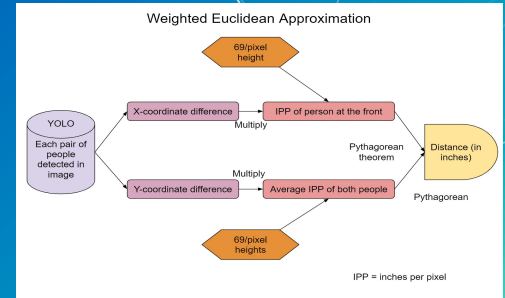 Weighted Euclidean Approximation
69/pixel
height
YOLO
Each pair of
people
detected in
image
X-coordinate difference
Multiply
IPP of person at the front
Pythagorean
theorem
Distance (in
inches)
Y-coordinate difference
Multiply
Average IPP of both people
Pythagorean
69/pixel
heights
IPP = inches per pixel